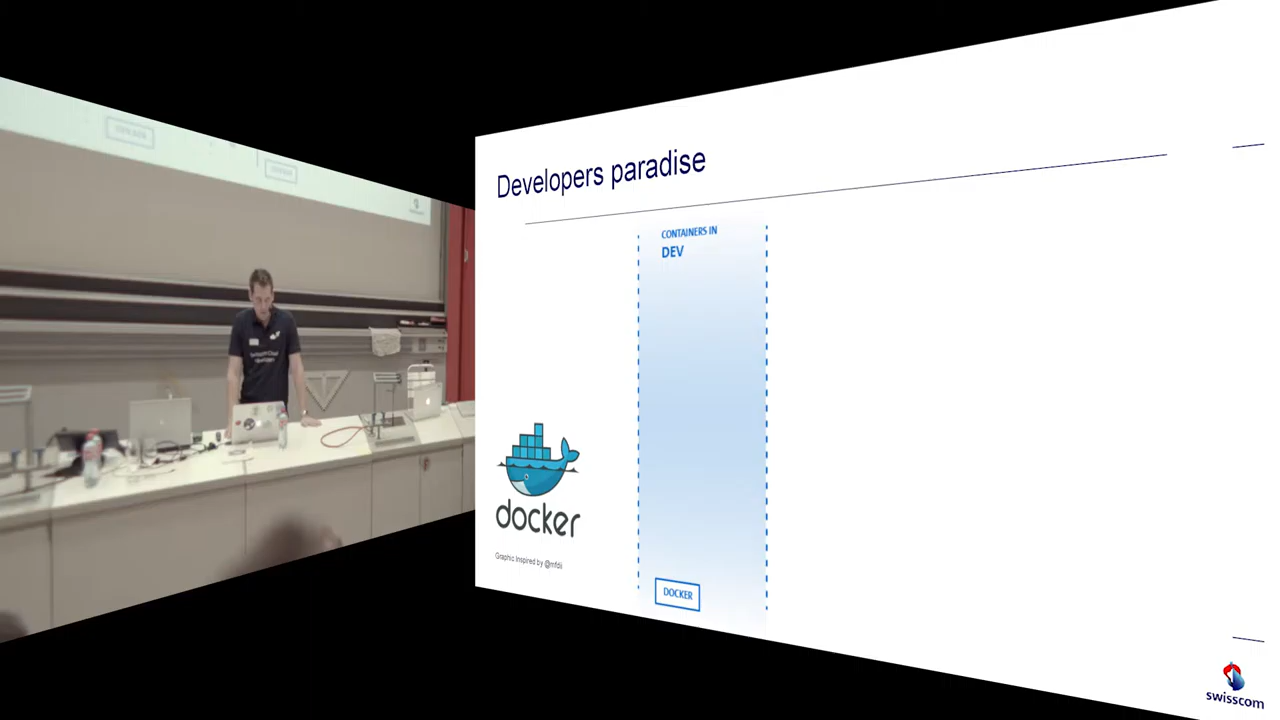 Developers paradise
CONTAINERS IN
DEV
docker
Graphic Inspired by @mfdii
DOCKER
swisscom